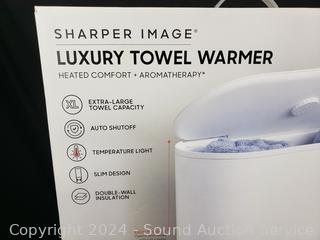 SHARPER IMAGE®
LUXURY TOWEL WARMER
HEATED COMFORT + AROMATHERAPY*
XL
EXTRA-LARGE
TOWEL CAPACITY
AUTO SHUTOFF
TEMPERATURE LIGHT
SLIM DESIGN
DOUBLE-WALL
INSULATION
Copyright 2024 - Sound Auction Service